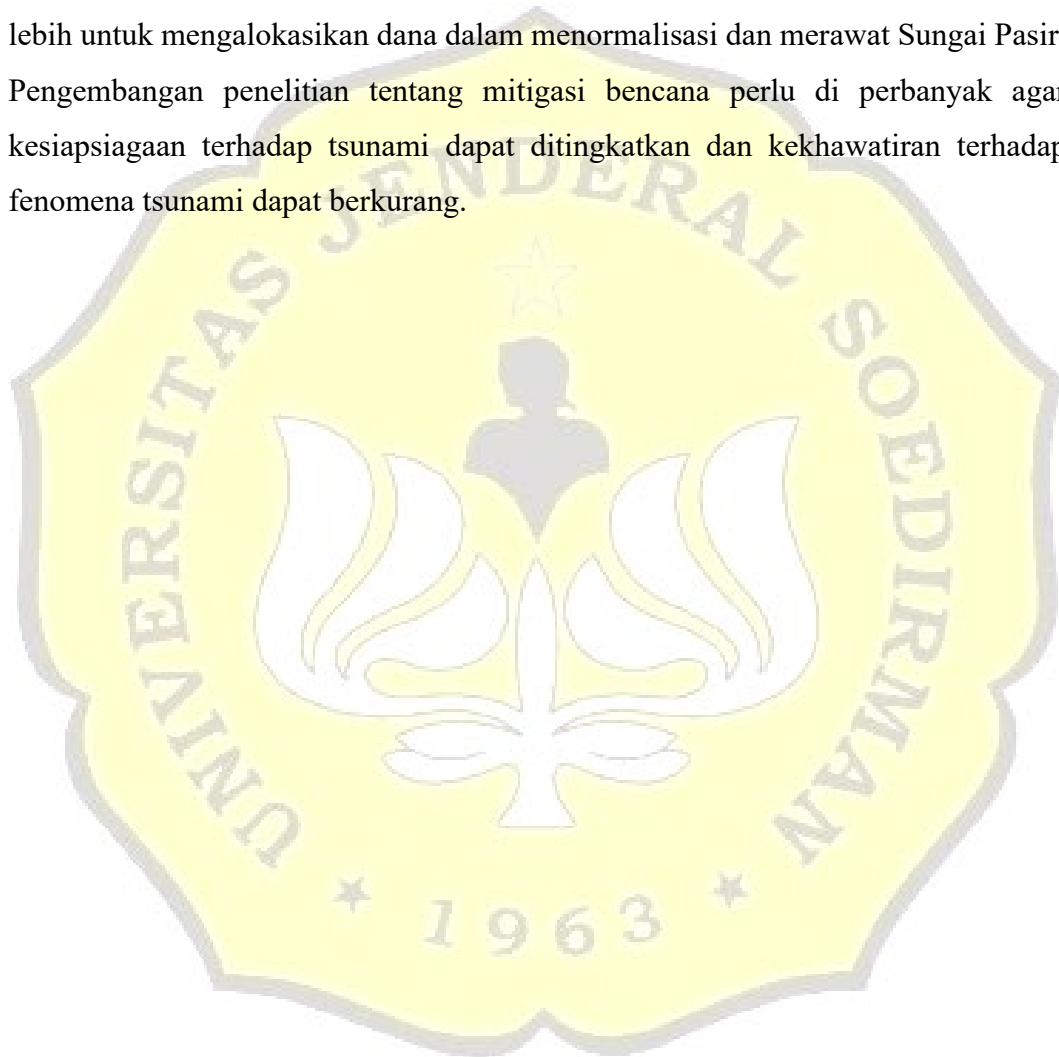 lebih untuk mengalokasikan dana dalam menormalisasi dan merawat Sungai Pasir
Pengembangan penelitian tentang mitigasi bencana perlu di perbanyak agar
kesiapsiagaan terhadap tsunami dapat ditingkatkan dan kekhawatiran terhadap
fenomena tsunami dapat berkurang.
UNIVERSITAS JENDERAL SOEDIRMAN
1963